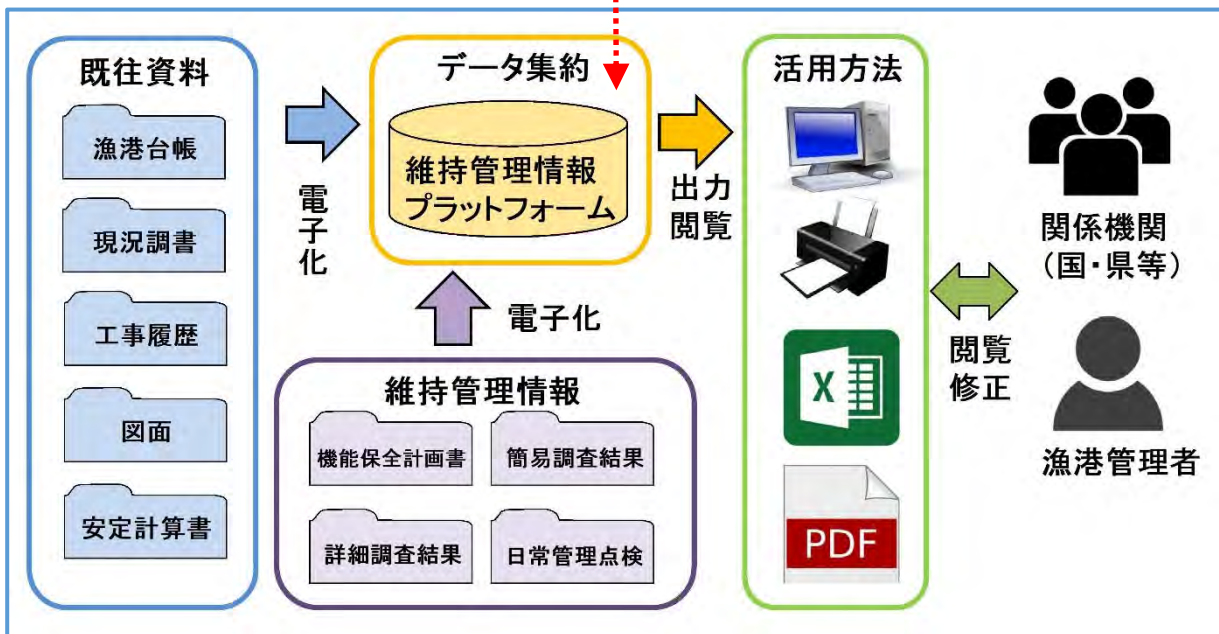 既往資料
漁港台帳
現況調書
工事履歴
図面
安定計算書
電子化
データ集約
維持管理情報
プラットフォーム
電子化
維持管理情報
機能保全計画書
簡易調査結果
詳細調査結果
日常管理点検
出力
閲覧
活用方法
X
PDF
閲覧
修正
関係機関
(国・県等)
漁港管理者